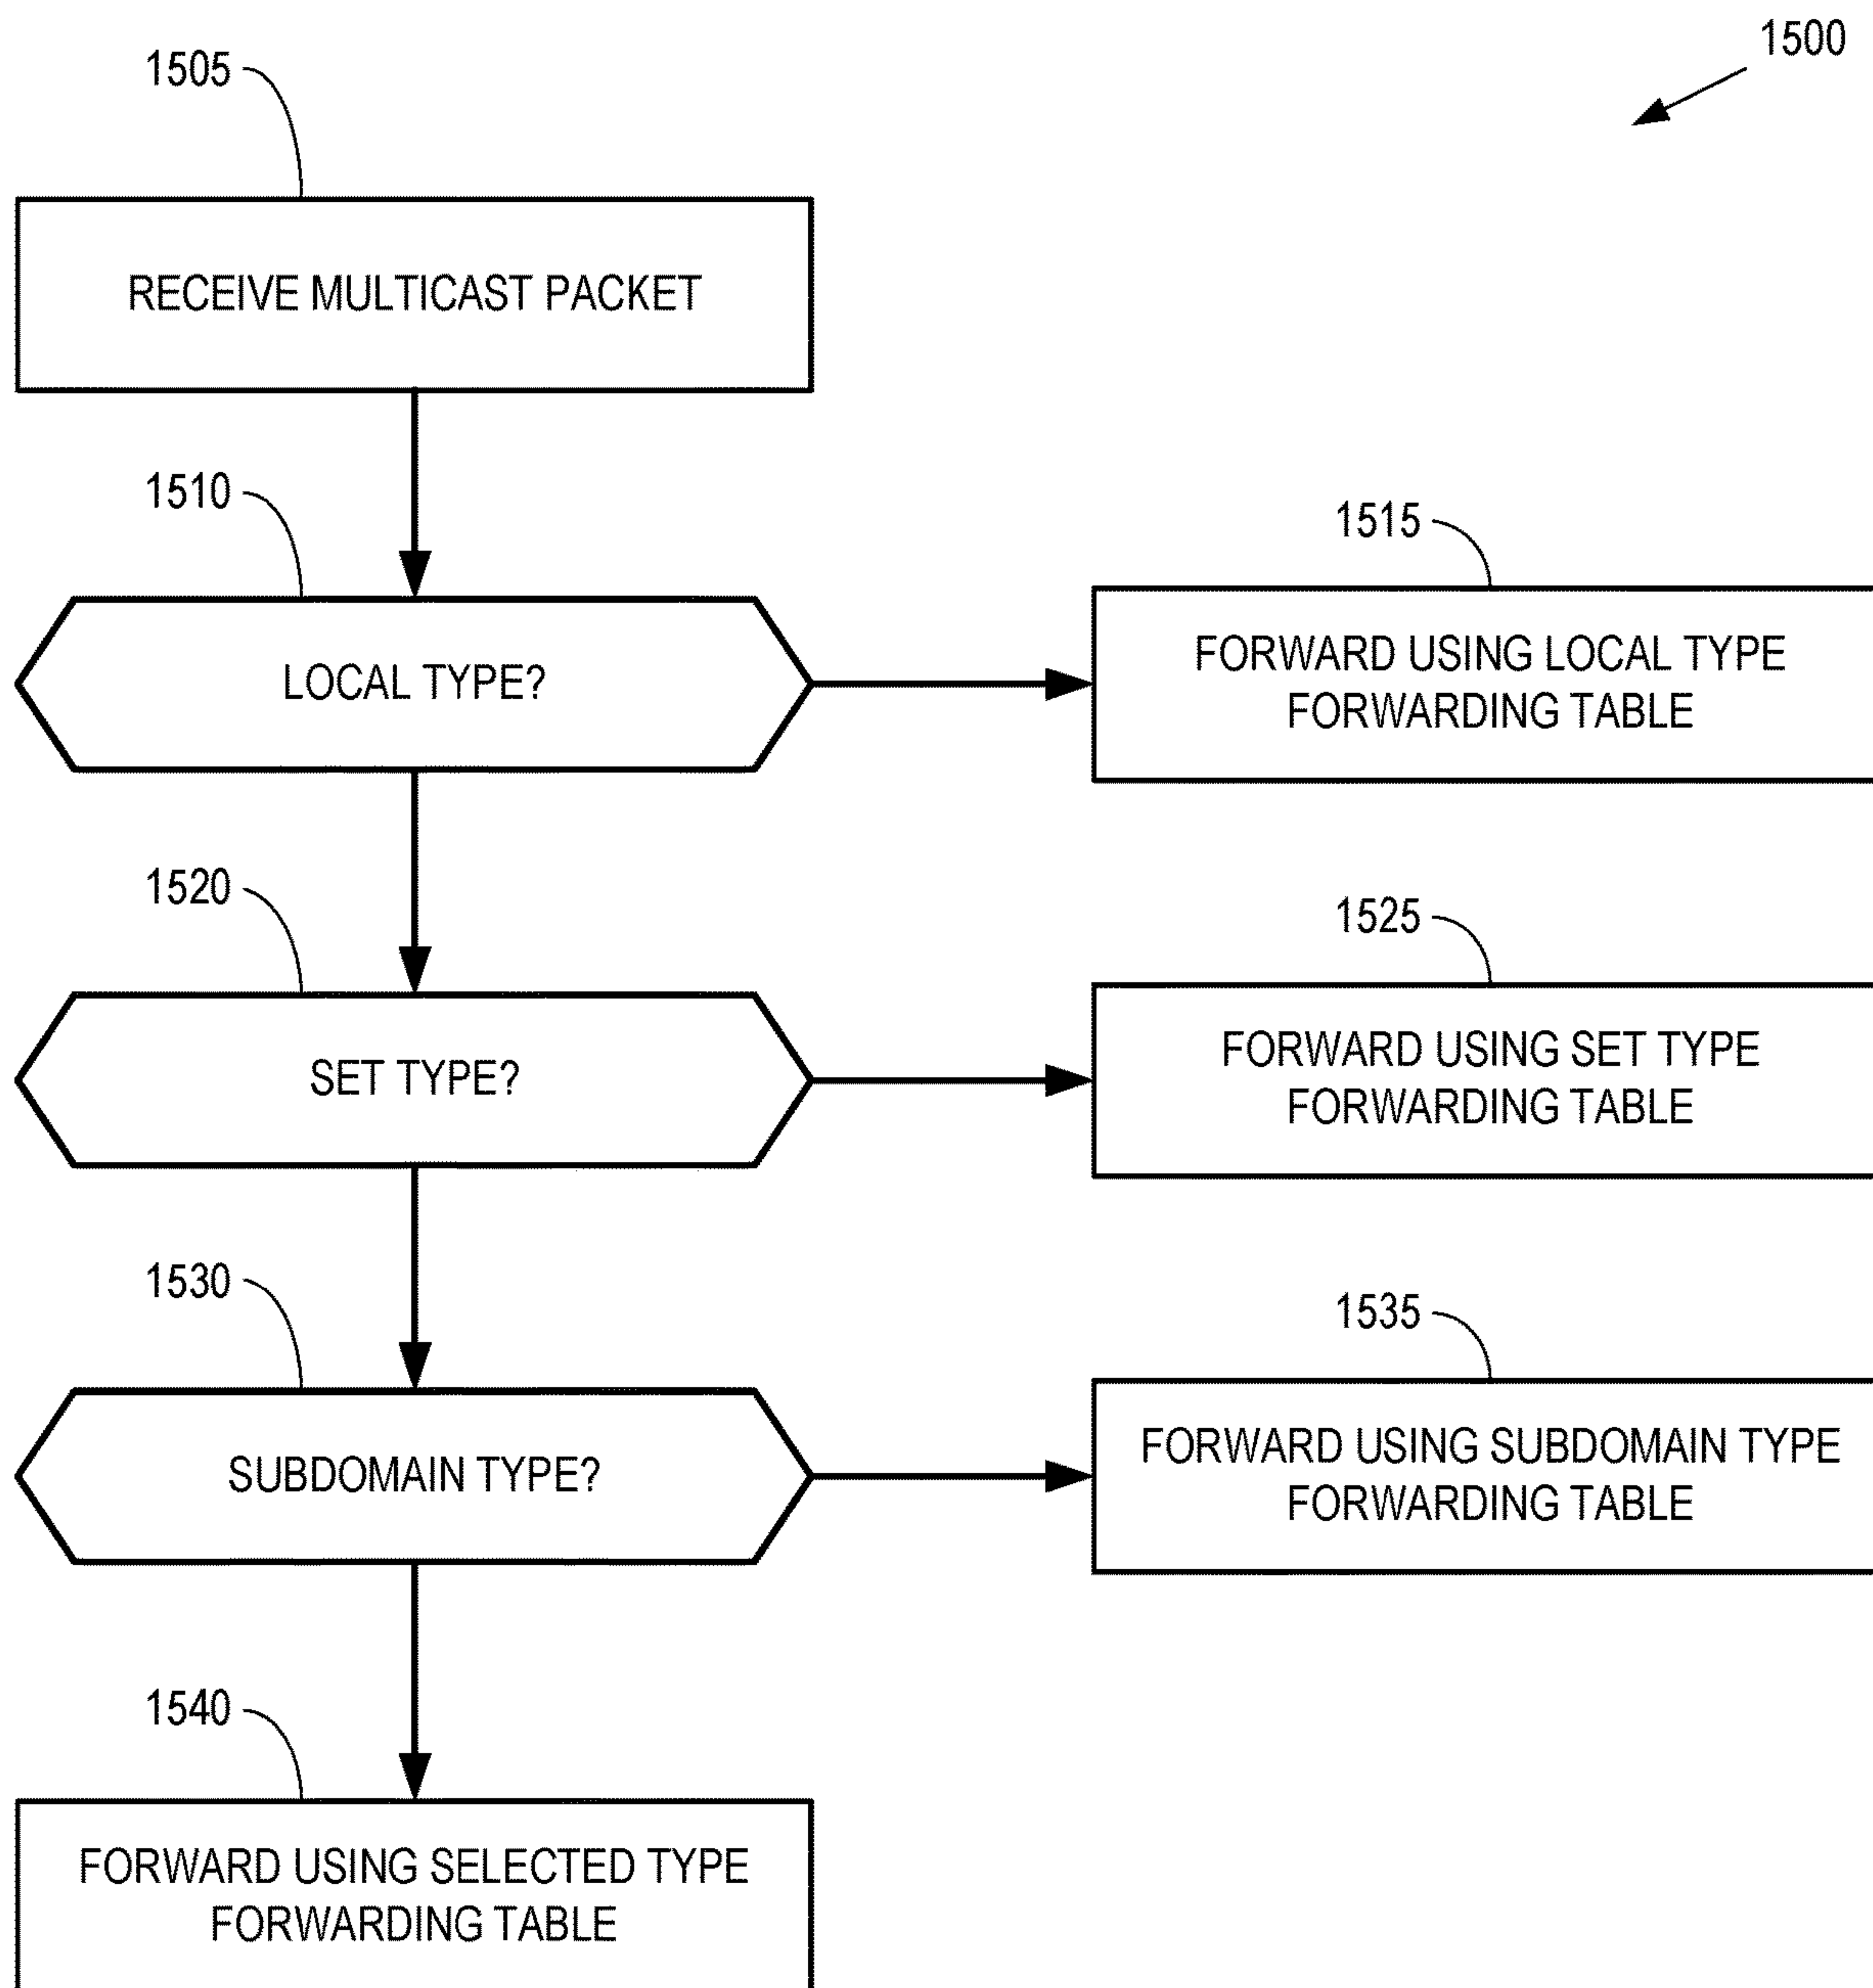 1500
1505
RECEIVE MULTICAST PACKET
1510
LOCAL TYPE?
1515
FORWARD USING LOCAL TYPE
FORWARDING TABLE
1520
SET TYPE?
1525
FORWARD USING SET TYPE
FORWARDING TABLE
1530
SUBDOMAIN TYPE?
1535
FORWARD USING SUBDOMAIN TYPE
FORWARDING TABLE
1540
FORWARD USING SELECTED TYPE
FORWARDING TABLE